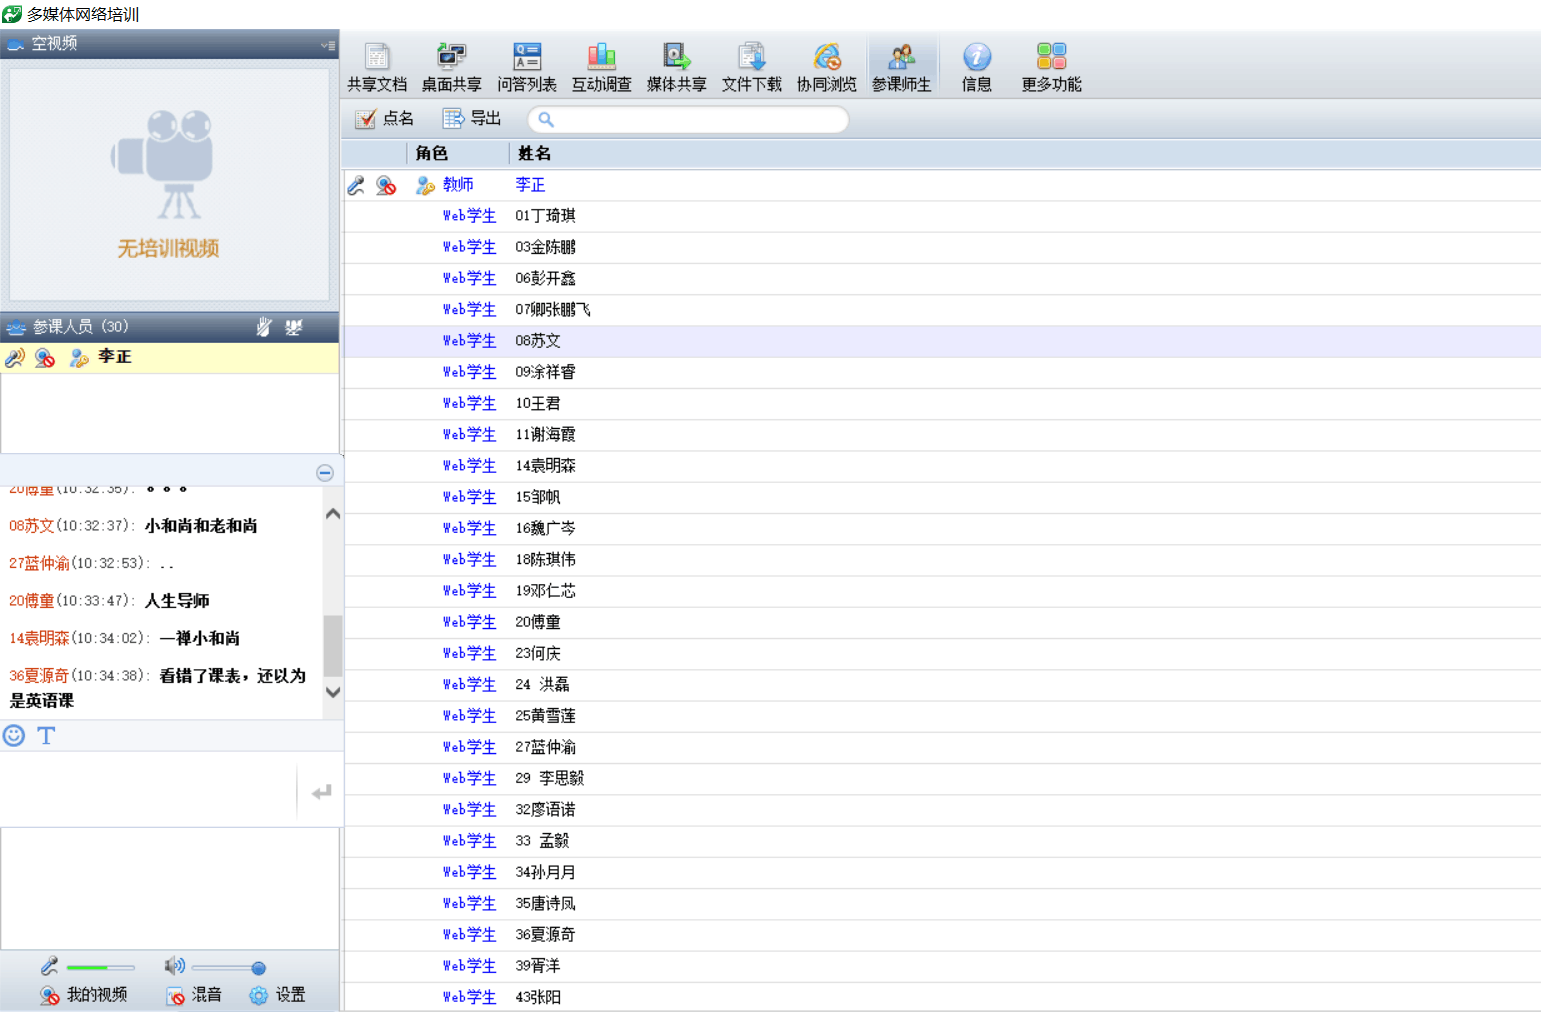 多媒体网络培训
空视频
无培训视频
参课人员 (30)
李正
20傅童(10:32:35): 。。。
08苏文(10:32:37): 小和尚和老和尚
27蓝仲渝(10:32:53): ..
20傅童(10:33:47): 人生导师
14袁明森(10:34:02): 一禅小和尚
36夏源奇(10:34:38): 看错了课表，还以为
是英语课
T
我的视频 混音 设置
共享文档 桌面共享 问答列表 互动调查 媒体共享 文件下载 协同浏览 参课师生 信息 更多功能
点名 导出
角色 姓名
教师 李正
Web学生 01丁琦琪
Web学生 03金陈鹏
Web学生 06彭开鑫
Web学生 07卿张鹏飞
Web学生 08苏文
Web学生 09涂祥睿
Web学生 10王君
Web学生 11谢海霞
Web学生 14袁明森
Web学生 15邹帆
Web学生 16魏广岑
Web学生 18陈琪伟
Web学生 19邓仁芯
Web学生 20傅童
Web学生 23何庆
Web学生 24 洪磊
Web学生 25黄雪莲
Web学生 27蓝仲渝
Web学生 29 李思毅
Web学生 32廖语诺
Web学生 33 孟毅
Web学生 34孙月月
Web学生 35唐诗凤
Web学生 36夏源奇
Web学生 39胥洋
Web学生 43张阳